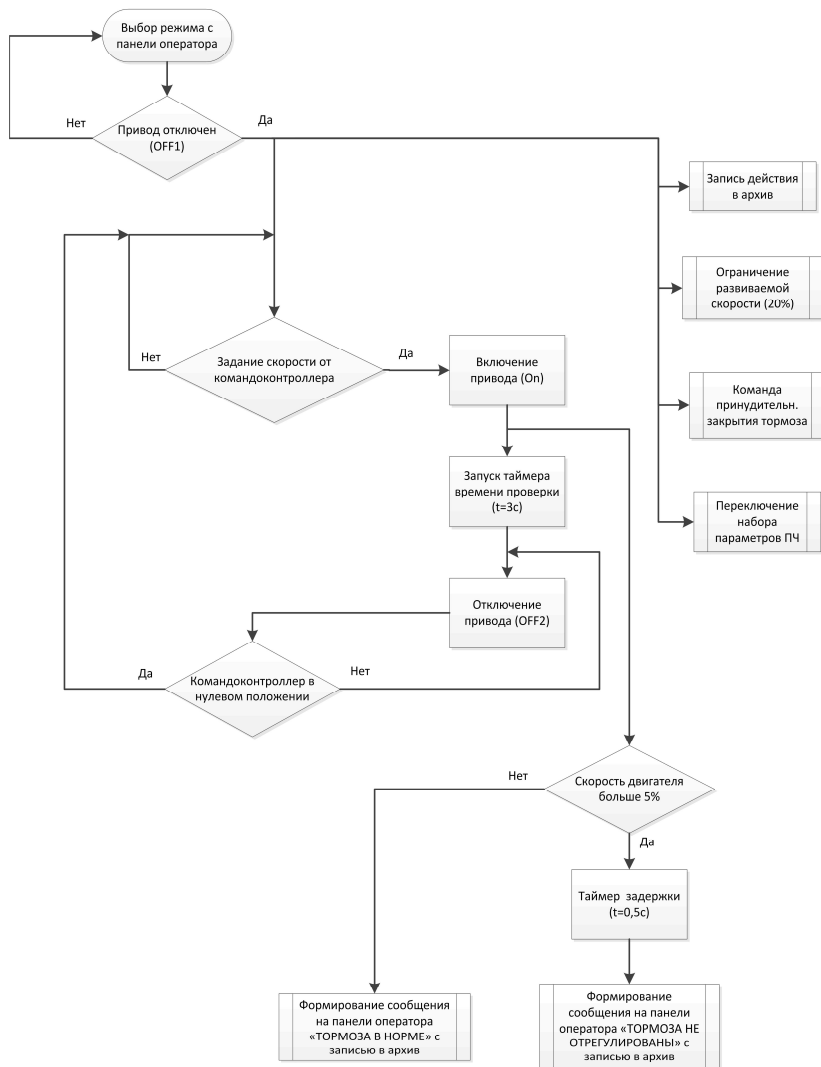 Выбор режима с
панели оператора
Нет
Да
Привод отключен
(OFF1)
Запись действия
в архив
Ограничение
развиваемой
скорости (20%)
Нет
Задание скорости от
командоконтроллера
Да
Включение
привода (On)
Команда
принудительн.
закрытия тормоза
Запуск таймера
времени проверки
(t=3с)
Переключение
набора
параметров ПЧ
Отключение
привода (OFF2)
Да
Командоконтроллер в
нулевом положении
Нет
Нет
Скорость двигателя
больше 5%
Да
Таймер задержки
(t=0,5с)
Формирование сообщения
на панели оператора
«ТОРМОЗА В НОРМЕ» с
записью в архив
Формирование
сообщения на панели
оператора «ТОРМОЗА НЕ
ОТРЕГУЛИРОВАНЫ» с
записью в архив